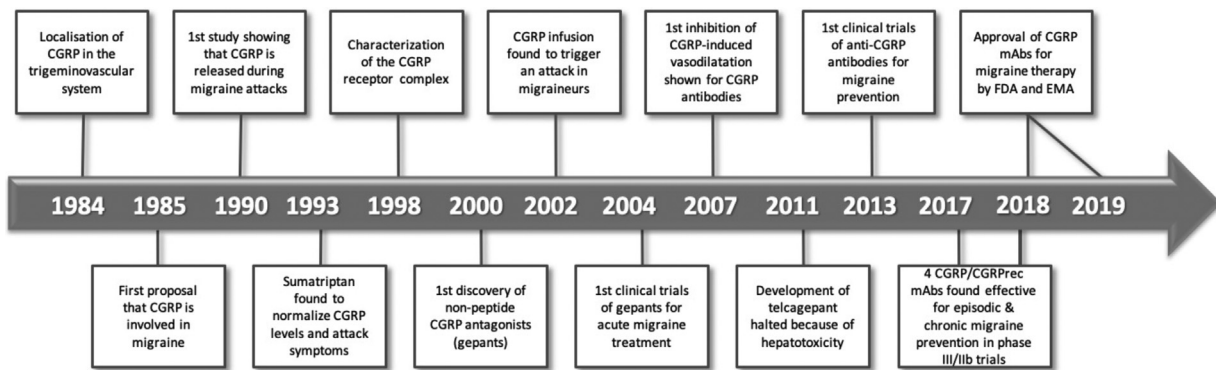 Localisation of
CGRP in the
trigeminovascular
system
1st study showing
that CGRP is
released during
migraine attacks
Characterization
of the CGRP
receptor complex
CGRP infusion
found to trigger
an attack in
migraineurs
1st inhibition of
CGRP-induced
vasodilatation
shown for CGRP
antibodies
1st clinical trials
of anti-CGRP
antibodies for
migraine
prevention
Approval of CGRP
mAbs for
migraine therapy
by FDA and EMA
1984 1985 1990 1993 1998 2000 2002 2004 2007 2011 2013 2017 2018 2019
First proposal
that CGRP is
involved in
migraine
Sumatriptan
found to
normalize CGRP
levels and attack
symptoms
1st discovery of
non-peptide
CGRP antagonists
(gepants)
1st clinical trials
of gepants for
acute migraine
treatment
Development of
telcagepant
halted because of
hepatotoxicity
4 CGRP/CGRPrec
mAbs found effective
for episodic &
chronic migraine
prevention in phase
III/IIb trials